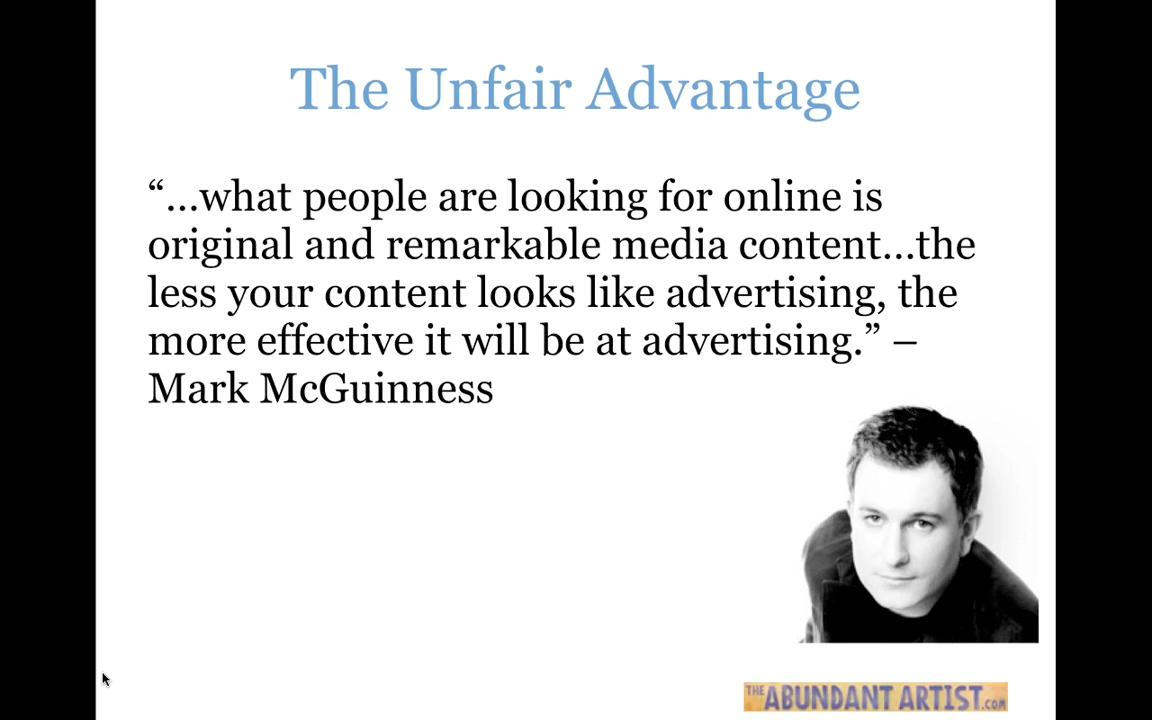 The Unfair Advantage
“…what people are looking for online is
original and remarkable media content…the
less your content looks like advertising, the
more effective it will be at advertising.” –
Mark McGuinness
THE ABUNDANT ARTIST.COM